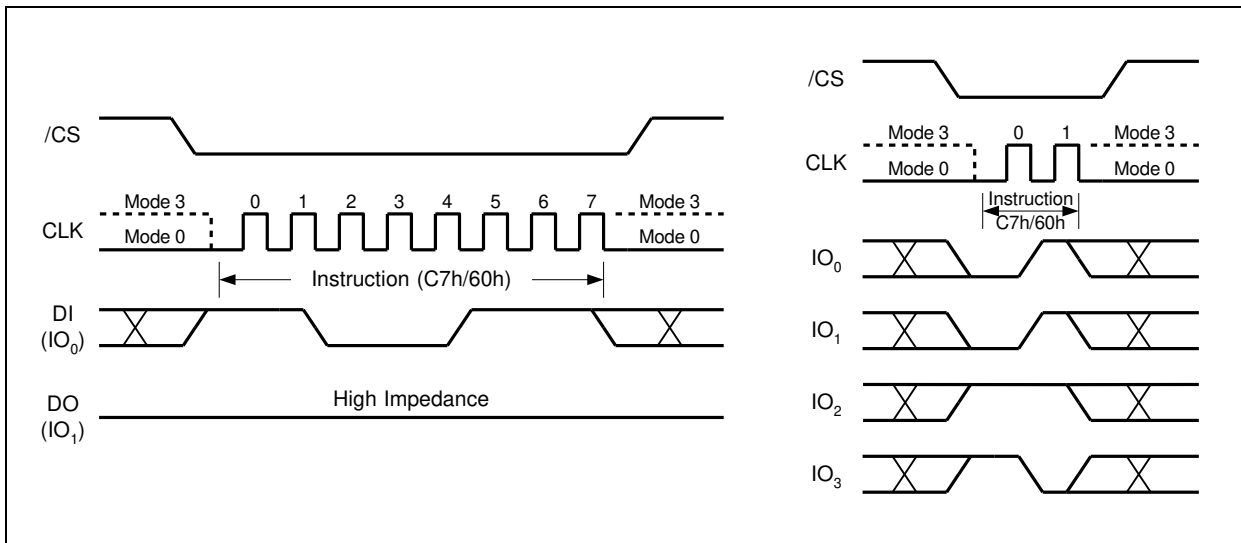 /CS
Mode 3 0 1 2 3 4 5 6 7 Mode 3
CLK Mode 0 Mode 0
Instruction (C7h/60h)
DI
(IO0)
DO High Impedance
(IO1)
/CS
Mode 3 0 1 Mode 3
CLK Mode 0 Mode 0
Instruction
C7h/60h
IO0
IO1
IO2
IO3